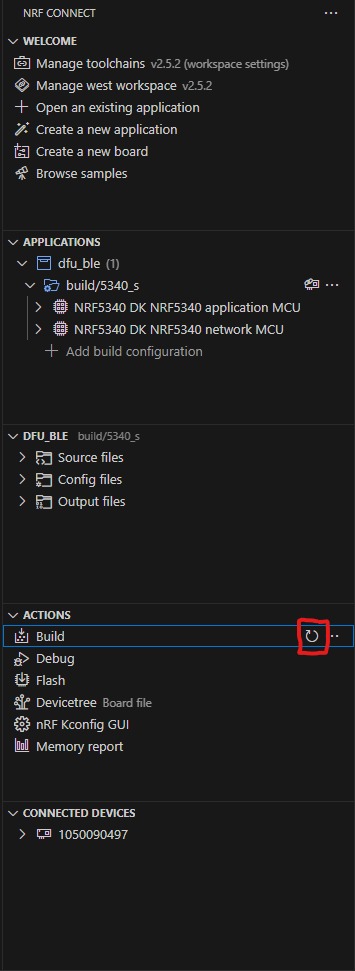 NRF CONNECT
WELCOME
Manage toolchains v2.5.2 (workspace settings)
Manage west workspace v2.5.2
Open an existing application
Create a new application
Create a new board
Browse samples
APPLICATIONS
dfu_ble (1)
build/5340_s
NRF5340 DK NRF5340 application MCU
NRF5340 DK NRF5340 network MCU
Add build configuration
DFU_BLE build/5340_s
Source files
Config files
Output files
ACTIONS
Build
Debug
Flash
Devicetree Board file
nRF Kconfig GUI
Memory report
CONNECTED DEVICES
1050090497